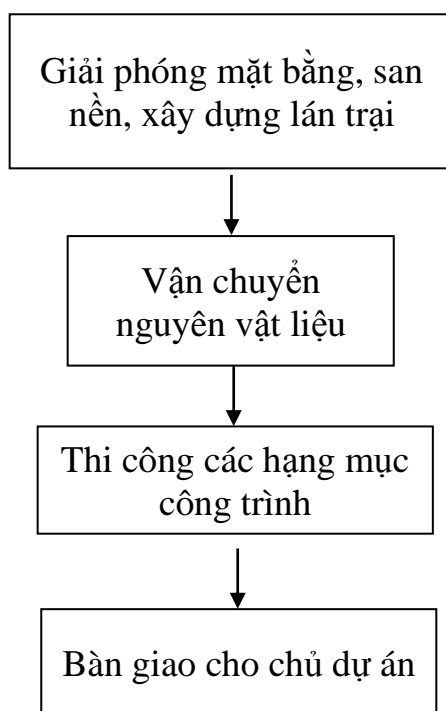 Giải phóng mặt bằng, san
nền, xây dựng lán trại
Vận chuyển
nguyên vật liệu
Thi công các hạng mục
công trình
Bàn giao cho chủ dự án